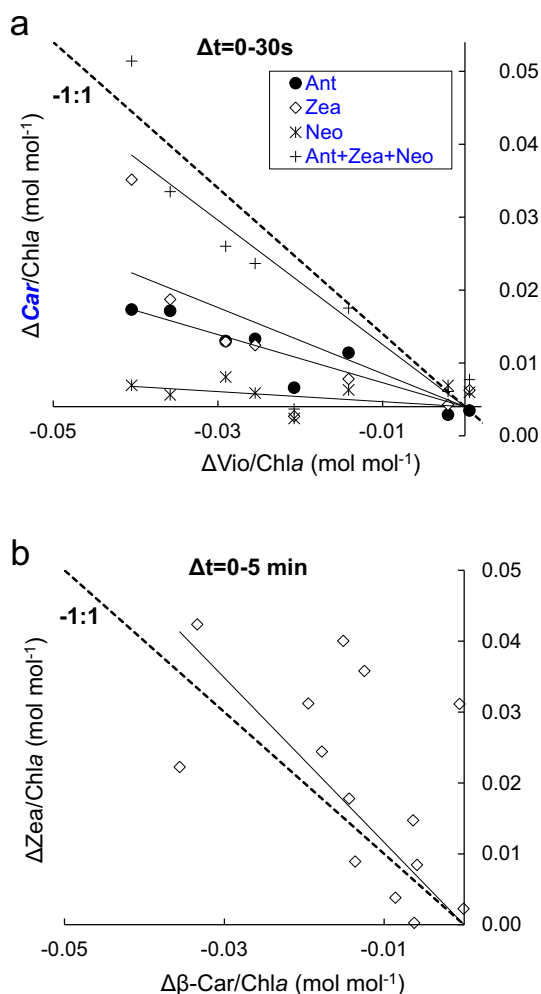 a
Δt=0-30s
-1:1
Ant
Zea
Neo
Ant+Zea+Neo
ΔCar/Chla (mol mol⁻¹)
0.05
0.04
0.03
0.02
0.01
0.00
-0.05
-0.03
-0.01
ΔVio/Chla (mol mol⁻¹)
b
Δt=0-5 min
-1:1
ΔZea/Chla (mol mol⁻¹)
0.05
0.04
0.03
0.02
0.01
0.00
-0.05
-0.03
-0.01
Δβ-Car/Chla (mol mol⁻¹)